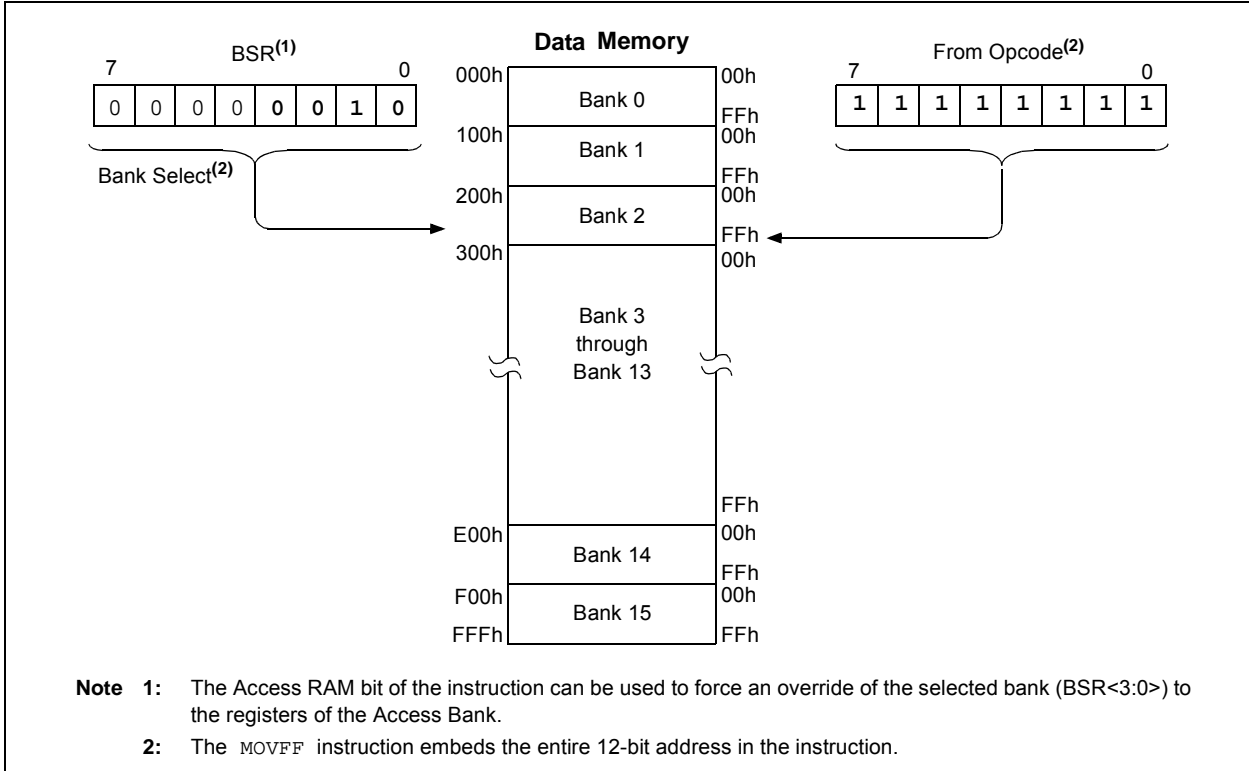 Data Memory
BSR(1)
7 0
0 0 0 0 0 0 1 0
Bank Select(2)
From Opcode(2)
7 0
1 1 1 1 1 1 1 1
000h
Bank 0
00h
FFh
100h
Bank 1
00h
FFh
200h
Bank 2
00h
FFh
300h
00h
Bank 3
through
Bank 13
FFh
E00h
Bank 14
00h
FFh
F00h
Bank 15
00h
FFFh
FFh
Note 1: The Access RAM bit of the instruction can be used to force an override of the selected bank (BSR<3:0>) to
the registers of the Access Bank.
2: The MOVFF instruction embeds the entire 12-bit address in the instruction.